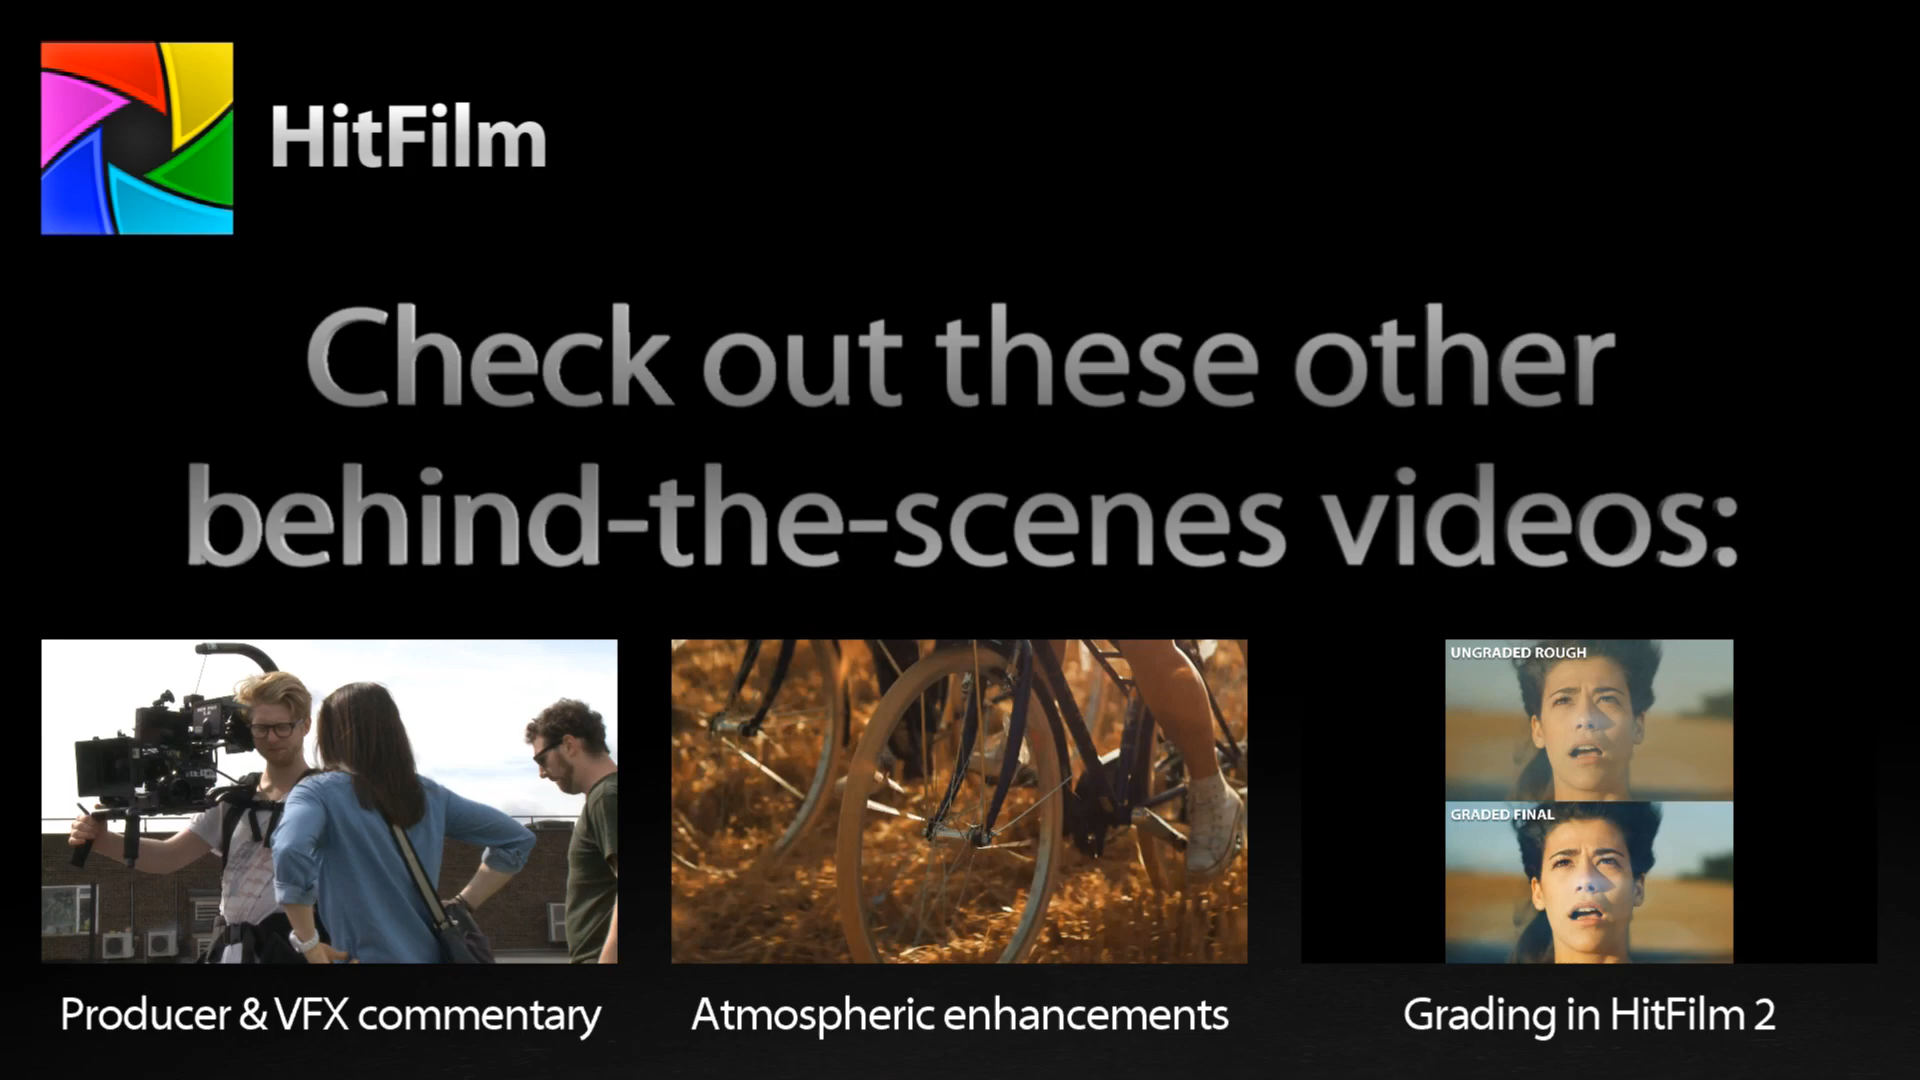 HitFilm
Check out these other
behind-the-scenes videos:
UNGRADED ROUGH
GRADED FINAL
Producer & VFX commentary
Atmospheric enhancements
Grading in HitFilm 2